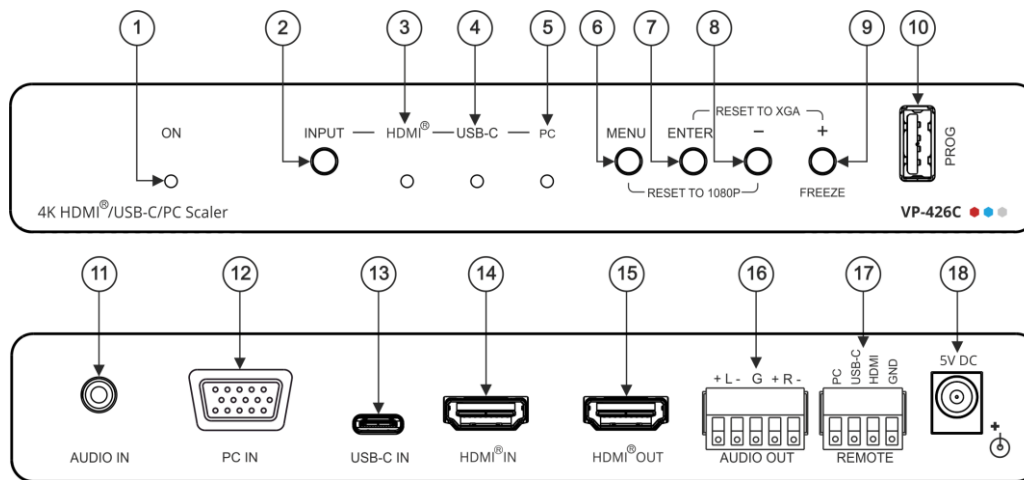 1 2 3 4 5 6 7 8 9 10
RESET TO XGA
ON INPUT HDMI® USB-C PC MENU ENTER - +
PROG
RESET TO 1080P FREEZE
4K HDMI®/USB-C/PC Scaler VP-426C
11 12 13 14 15 16 17 18
+ L - G + R - PC USB-C HDMI GND 5V DC
+
AUDIO IN PC IN USB-C IN HDMI® IN HDMI® OUT AUDIO OUT REMOTE